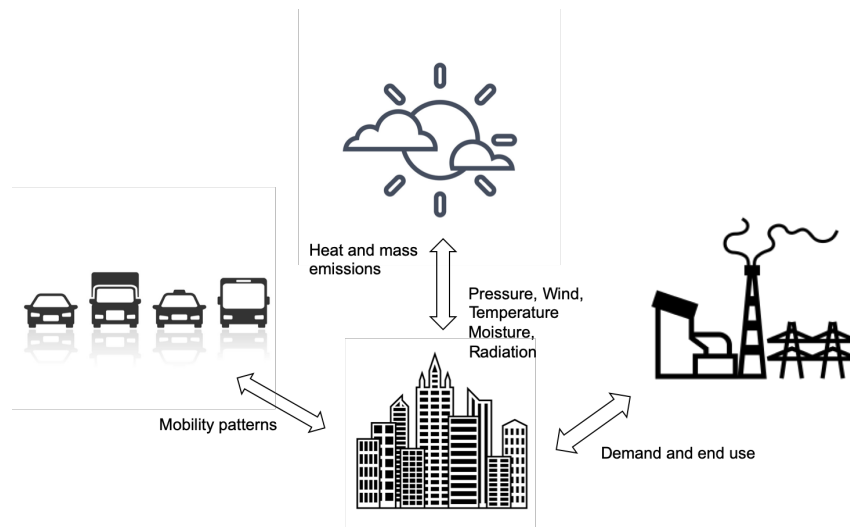 Heat and mass
emissions
Pressure, Wind,
Temperature
Moisture,
Radiation
Mobility patterns
Demand and end use